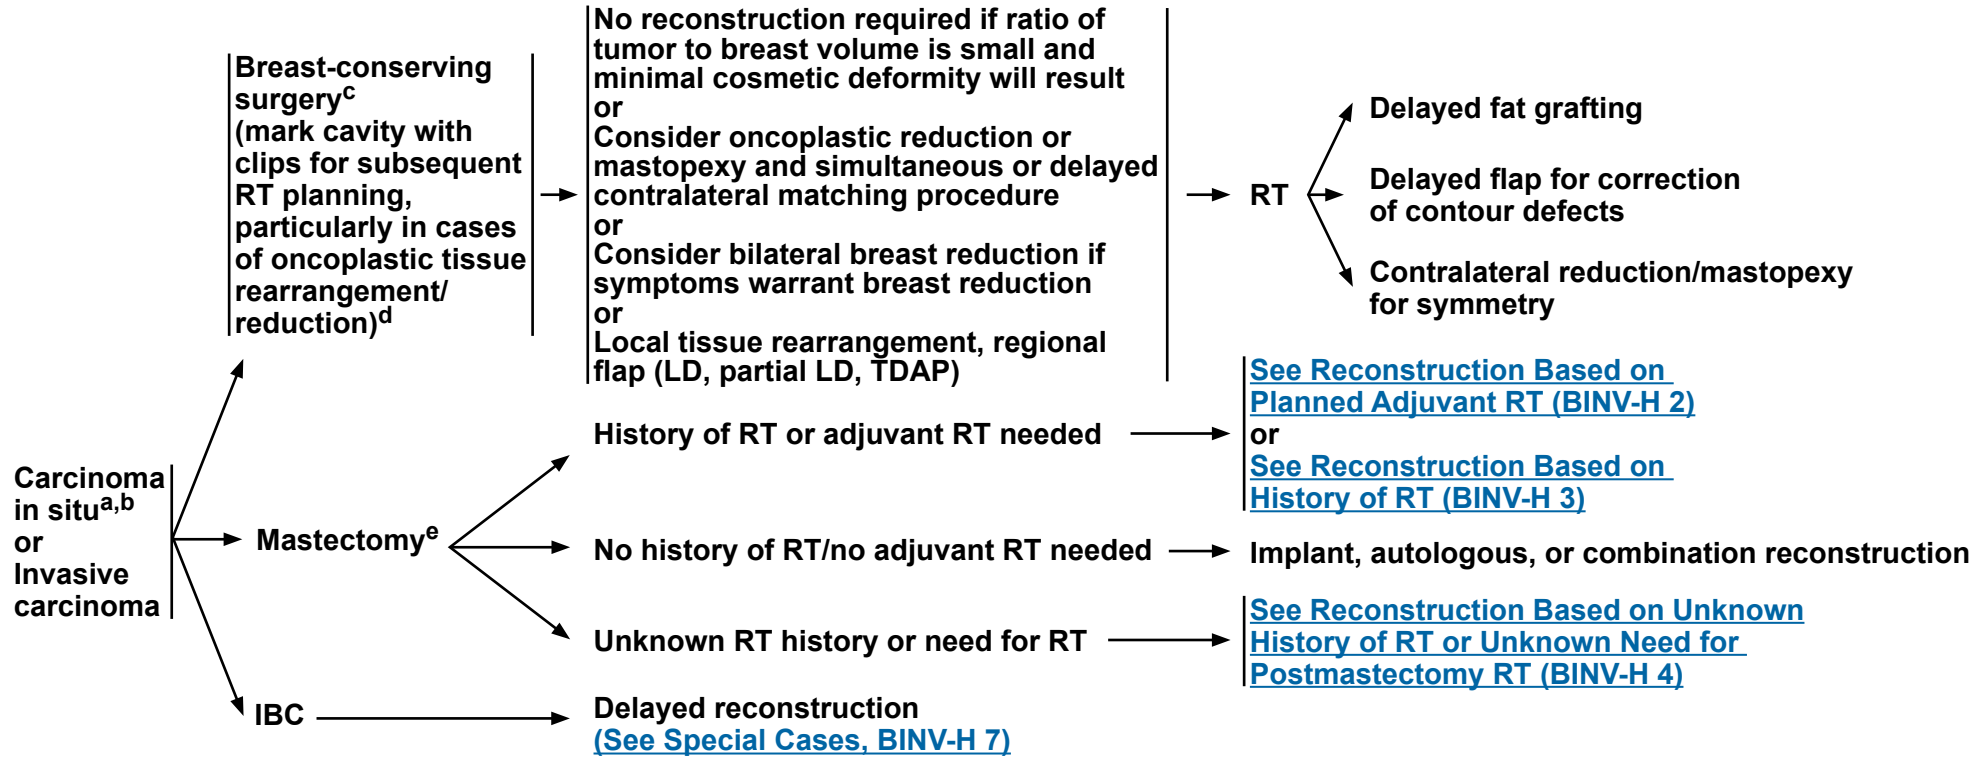 Breast-conserving
surgeryc
(mark cavity with
clips for subsequent
RT planning,
particularly in cases
of oncoplastic tissue
rearrangement/
reduction)d
No reconstruction required if ratio of
tumor to breast volume is small and
minimal cosmetic deformity will result
or
Consider oncoplastic reduction or
mastopexy and simultaneous or delayed
contralateral matching procedure
or
Consider bilateral breast reduction if
symptoms warrant breast reduction
or
Local tissue rearrangement, regional
flap (LD, partial LD, TDAP)
RT
Delayed fat grafting
Delayed flap for correction
of contour defects
Contralateral reduction/mastopexy
for symmetry
Carcinoma
in situa,b
or
Invasive
carcinoma
Mastectomye
History of RT or adjuvant RT needed
See Reconstruction Based on
Planned Adjuvant RT (BINV-H 2)
or
See Reconstruction Based on
History of RT (BINV-H 3)
No history of RT/no adjuvant RT needed
Implant, autologous, or combination reconstruction
Unknown RT history or need for RT
See Reconstruction Based on Unknown
History of RT or Unknown Need for
Postmastectomy RT (BINV-H 4)
IBC
Delayed reconstruction
(See Special Cases, BINV-H 7)